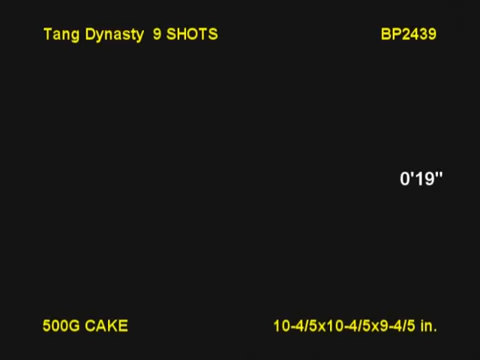 Tang Dynasty  9 SHOTS
BP2439
0'19"
500G CAKE
10-4/5x10-4/5x9-4/5 in.